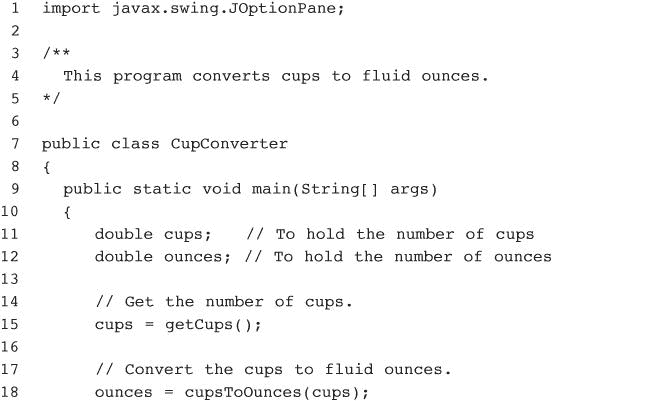 1 import javax.swing.JOptionPane;
2
3 /**
4 This program converts cups to fluid ounces.
5 */
6
7 public class CupConverter
8 {
9 public static void main(String[] args)
10 {
11 double cups; // To hold the number of cups
12 double ounces; // To hold the number of ounces
13
14 // Get the number of cups.
15 cups = getCups();
16
17 // Convert the cups to fluid ounces.
18 ounces = cupsToOunces(cups);